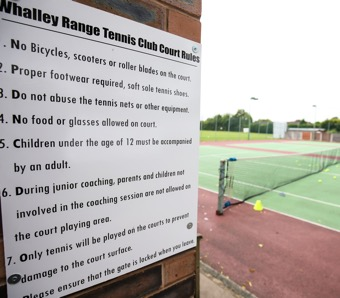 Whalley Range Tennis Club Court Rules
1. No Bicycles, scooters or roller blades on the court.
2. Proper footwear required, soft sole tennis shoes.
3. Do not abuse the tennis nets or other equipment.
4. No food or glasses allowed on court.
5. Children under the age of 12 must be accompanied
by an adult.
6. During junior coaching, parents and children not
involved in the coaching session are not allowed on
the court playing area.
7. Only tennis will be played on the courts to prevent
damage to the court surface.
Please ensure that the gate is locked when you leave.